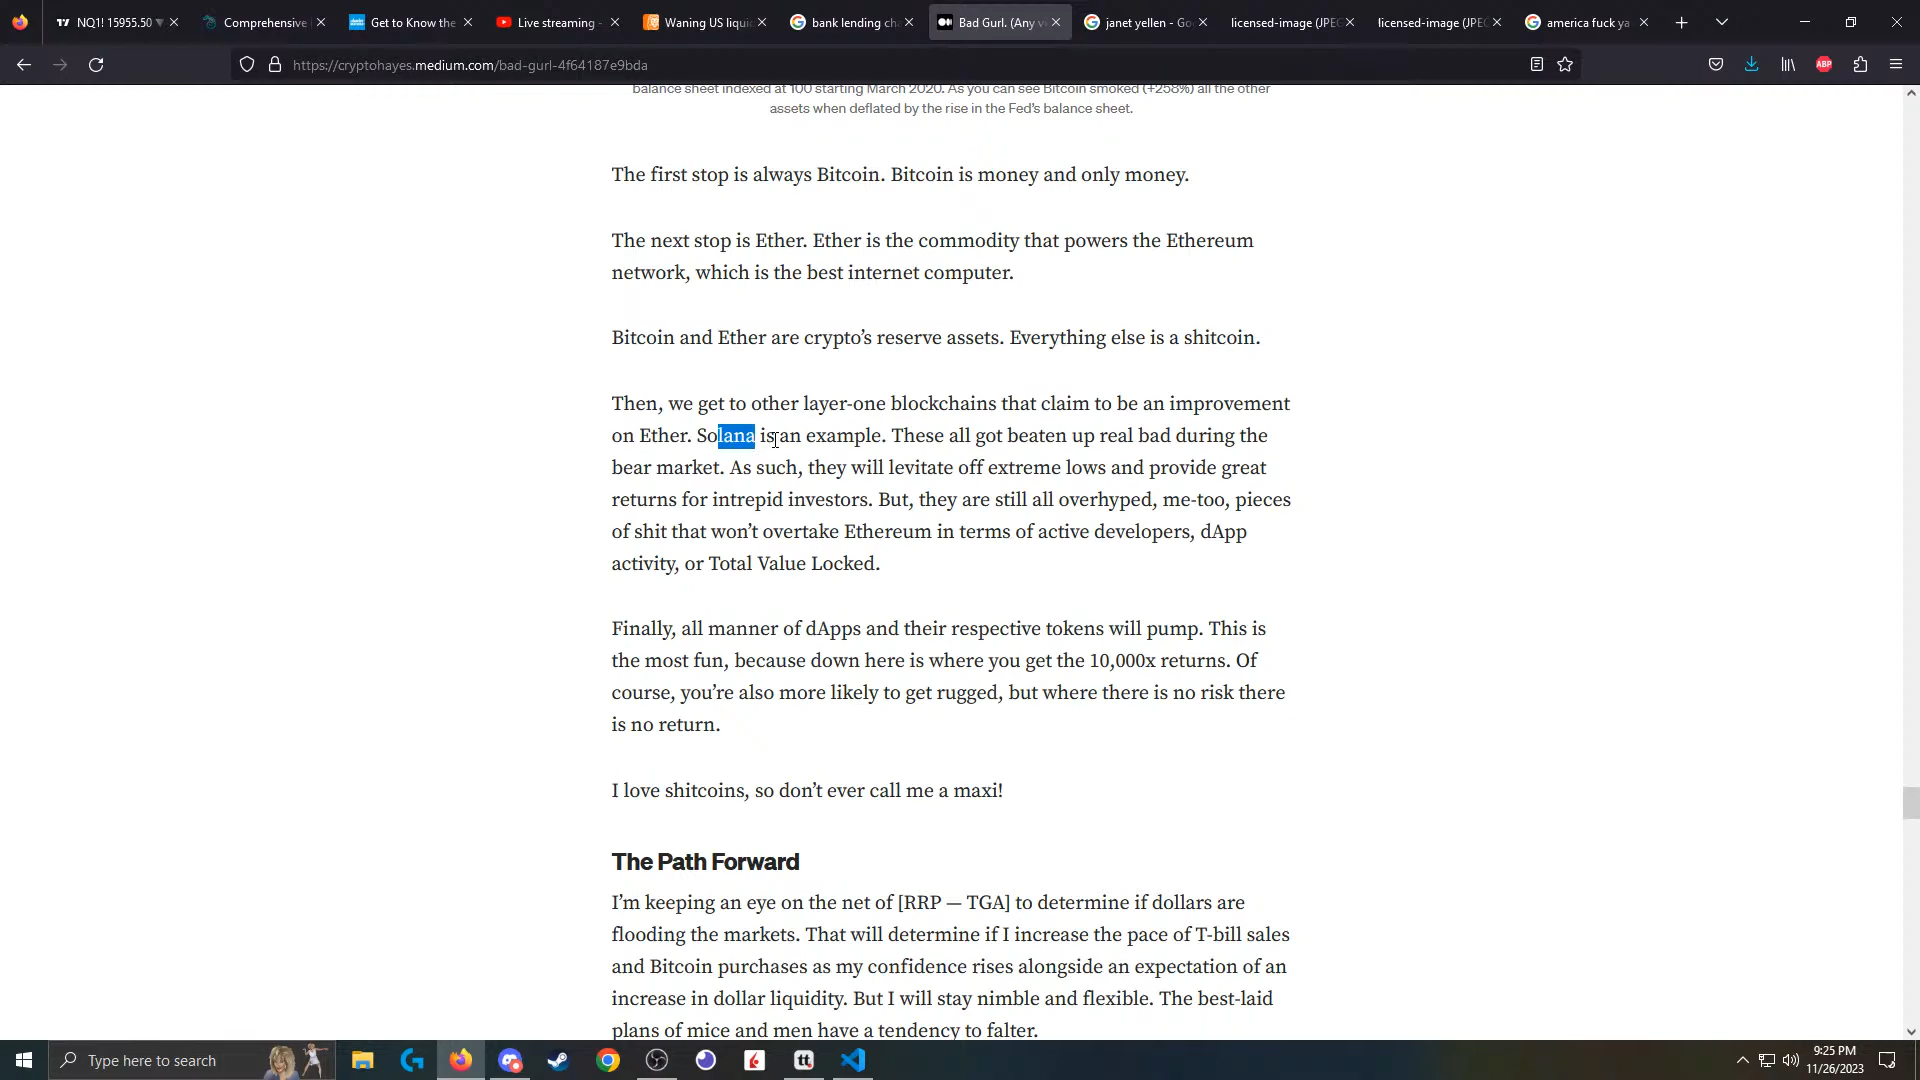 NQ1! 15955.50
Comprehensive
Get to Know the
Live streaming -
Waning US liquid
bank lending cha
Bad Gurl. (Any v
janet yellen - Go
licensed-image (JPEG
licensed-image (JPEG
america fuck ya
https://cryptohayes.medium.com/bad-gurl-4f64187e9bda
ABP
balance sheet indexed at 100 starting March 2020. As you can see Bitcoin smoked (+258%) all the other
assets when deflated by the rise in the Fed's balance sheet.
The first stop is always Bitcoin. Bitcoin is money and only money.
The next stop is Ether. Ether is the commodity that powers the Ethereum
network, which is the best internet computer.
Bitcoin and Ether are crypto’s reserve assets. Everything else is a shitcoin.
Then, we get to other layer-one blockchains that claim to be an improvement
on Ether. Solana is an example. These all got beaten up real bad during the
bear market. As such, they will levitate off extreme lows and provide great
returns for intrepid investors. But, they are still all overhyped, me-too, pieces
of shit that won’t overtake Ethereum in terms of active developers, dApp
activity, or Total Value Locked.
Finally, all manner of dApps and their respective tokens will pump. This is
the most fun, because down here is where you get the 10,000x returns. Of
course, you’re also more likely to get rugged, but where there is no risk there
is no return.
I love shitcoins, so don’t ever call me a maxi!
The Path Forward
I’m keeping an eye on the net of [RRP — TGA] to determine if dollars are
flooding the markets. That will determine if I increase the pace of T-bill sales
and Bitcoin purchases as my confidence rises alongside an expectation of an
increase in dollar liquidity. But I will stay nimble and flexible. The best-laid
plans of mice and men have a tendency to falter.
Type here to search
tt
9:25 PM
11/26/2023